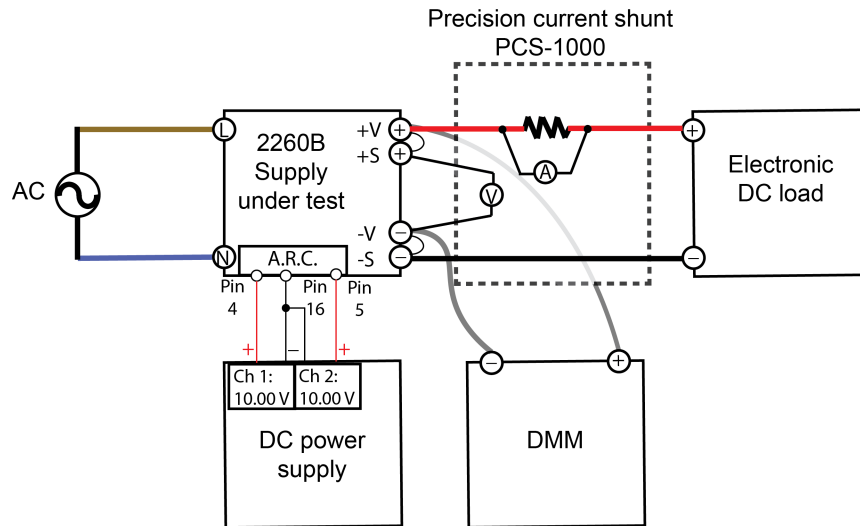 Precision current shunt
PCS-1000
AC
L
N
2260B
Supply
under test
+V
+S
-V
-S
+
+
−
−
A
V
+
−
Electronic
DC load
A.R.C.
Pin
4
Pin
16
Pin
5
+
−
+
Ch 1:
10.00 V
Ch 2:
10.00 V
DC power
supply
−
+
DMM